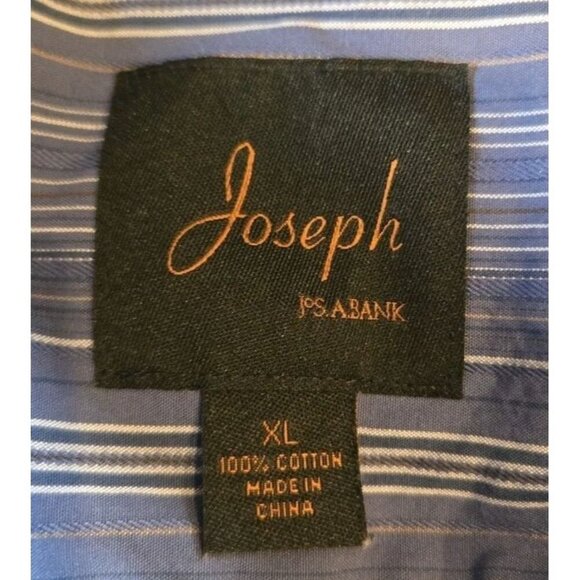 Joseph
JoS.A.BANK
XL
100% COTTON
MADE IN
CHINA